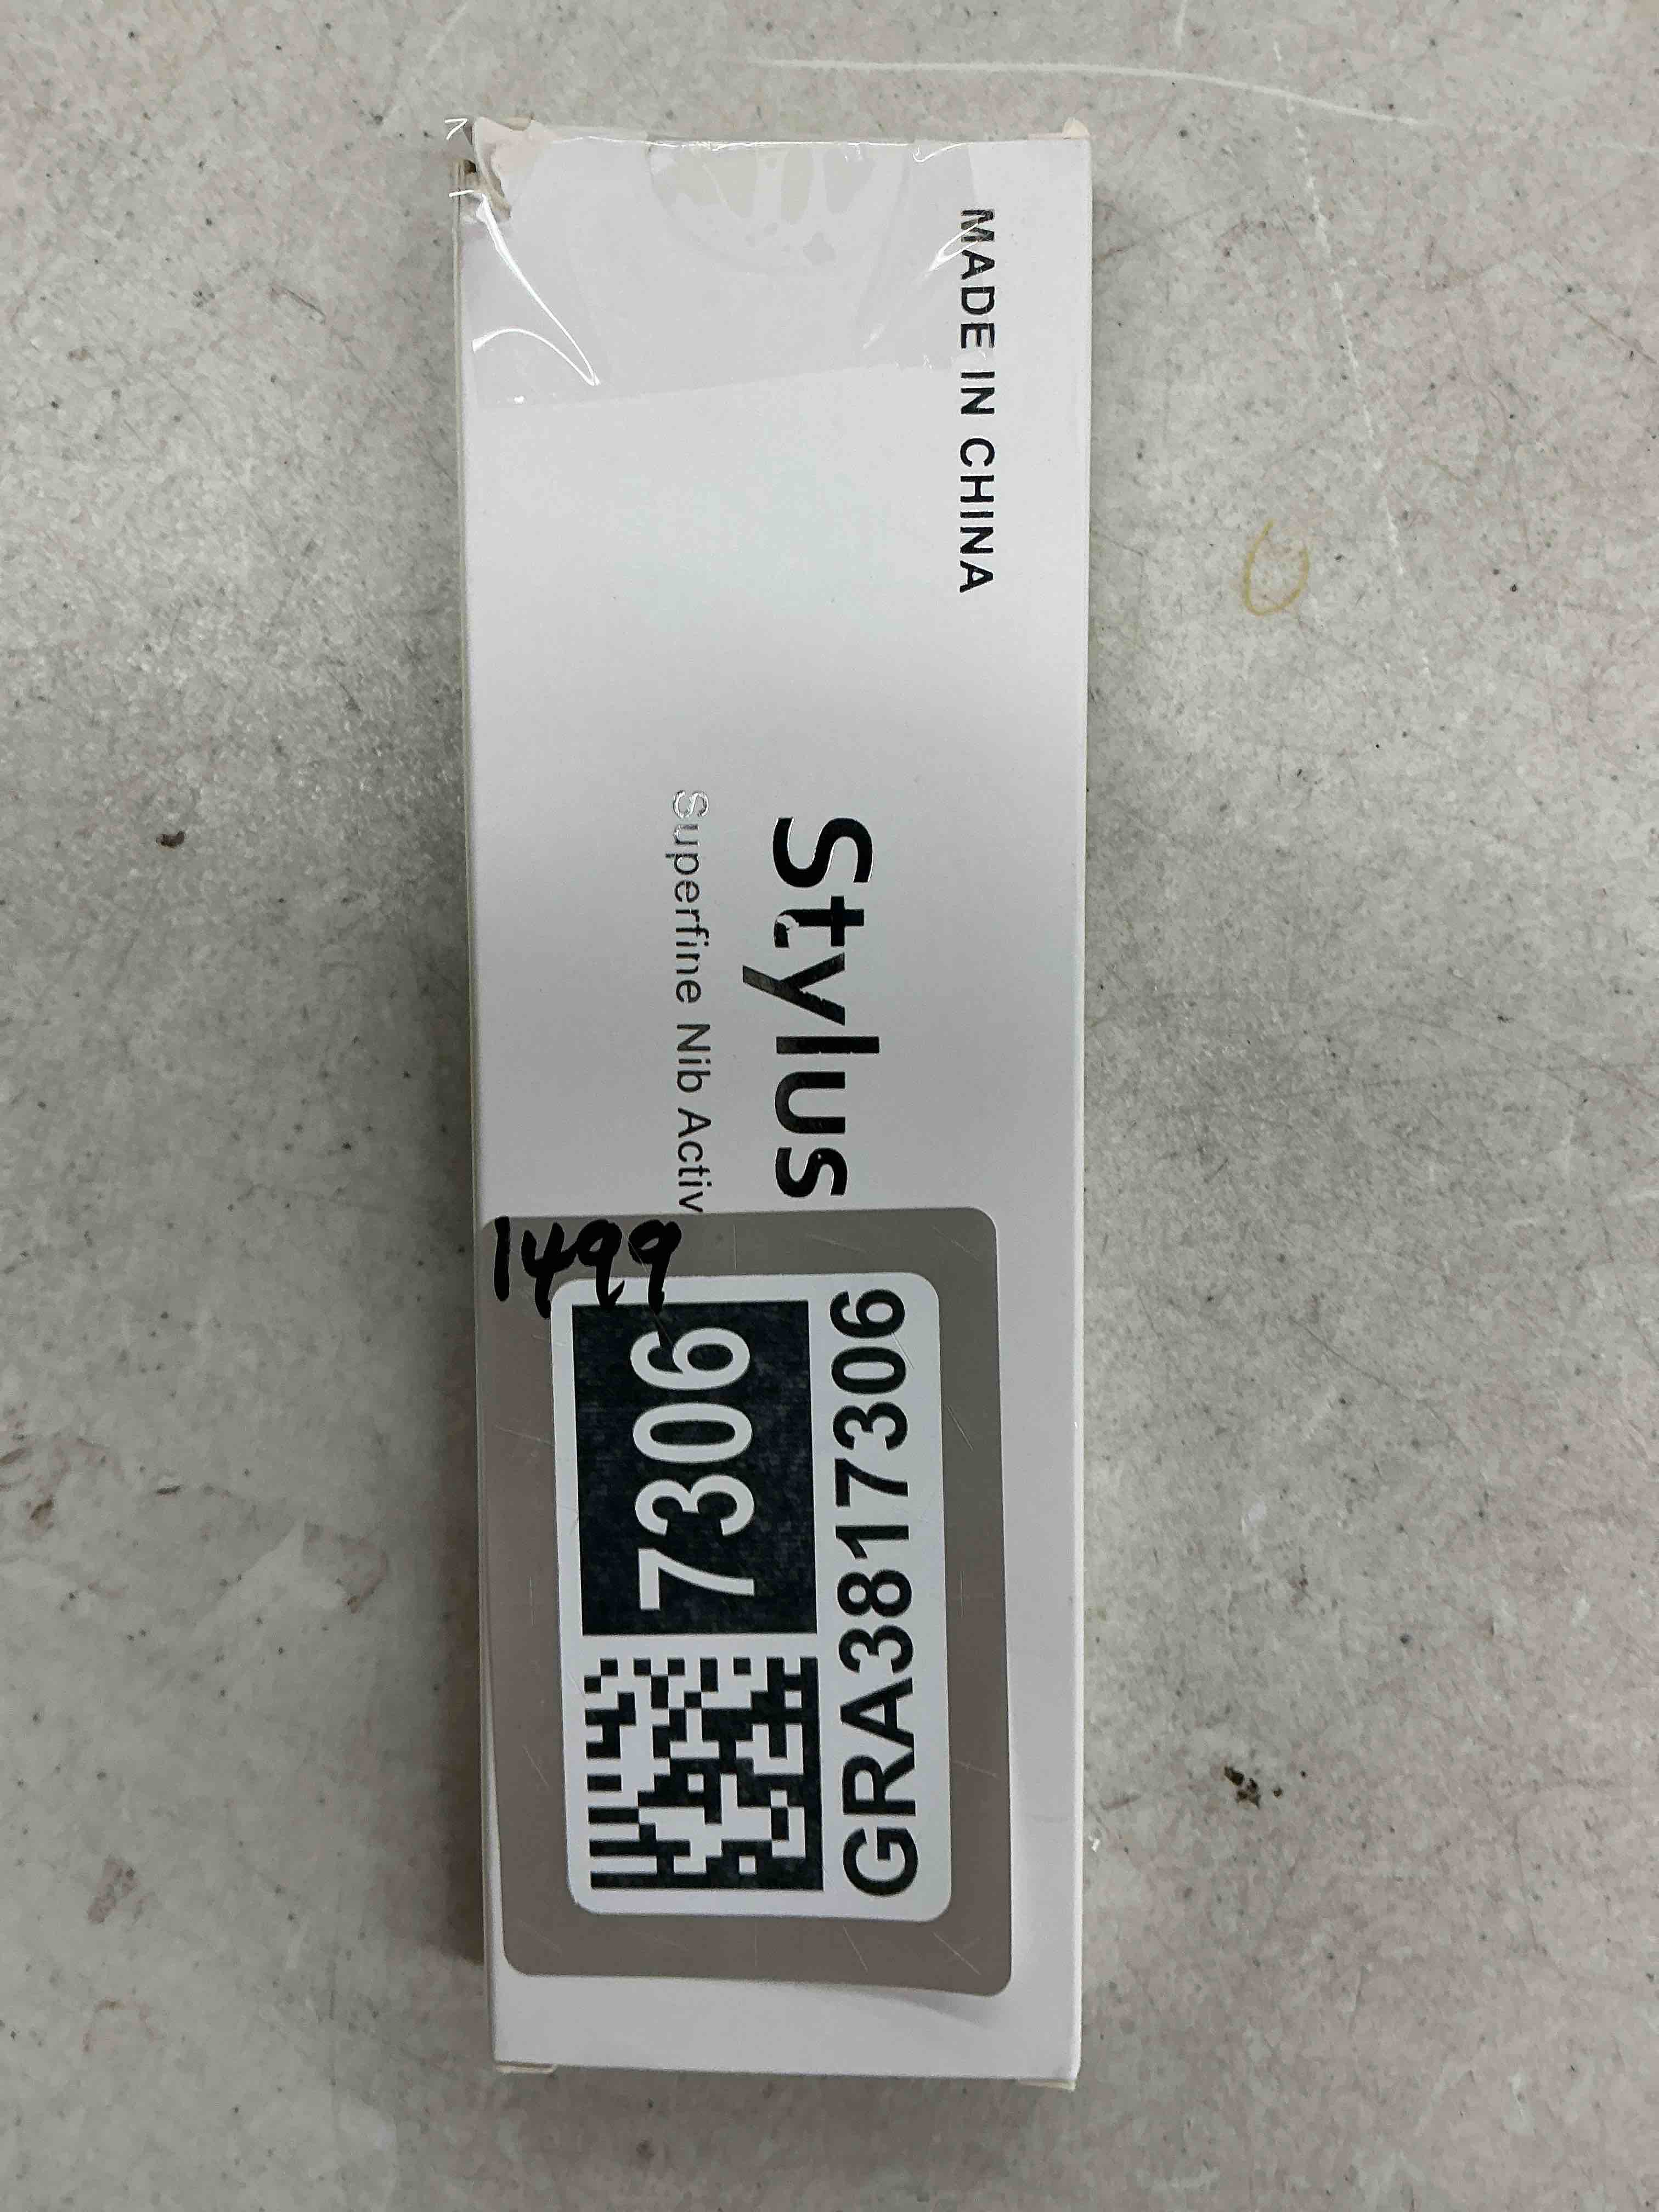 MADE IN CHINA
Stylus
Superfine Nib Activ
1499
7306
GRA3817306